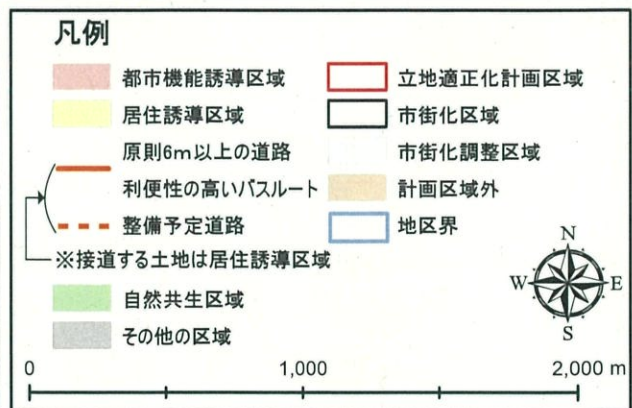 凡例
都市機能誘導区域
居住誘導区域
原則6m以上の道路
利便性の高いバスルート
整備予定道路
※接道する土地は居住誘導区域
自然共生区域
その他の区域
立地適正化計画区域
市街化区域
市街化調整区域
計画区域外
地区界
N
W E
S
0 1,000 2,000 m